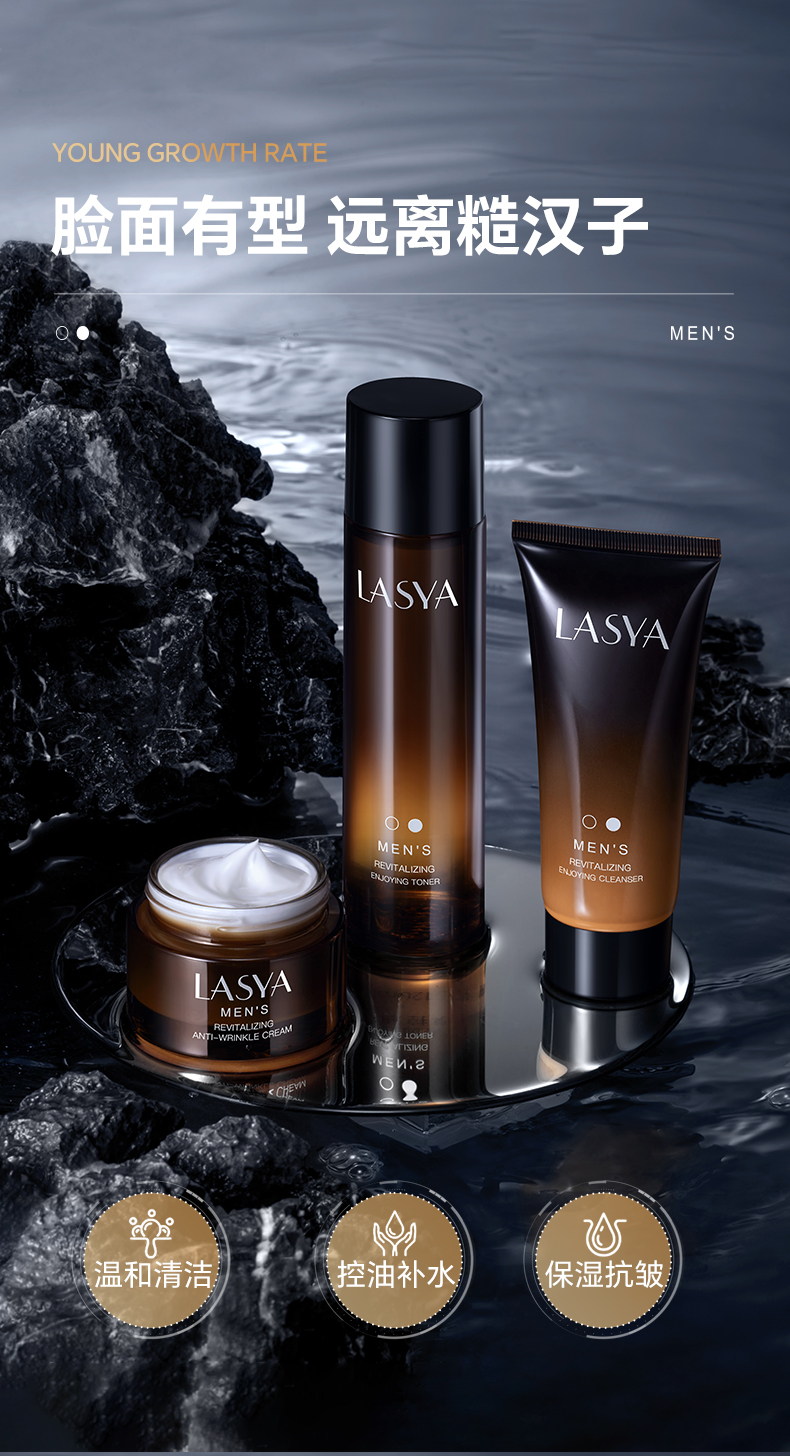 YOUNG GROWTH RATE
脸面有型 远离糙汉子
MEN'S
LASYA
MEN'S
REVITALIZING
ENJOYING TONER
LASYA
MEN'S
REVITALIZING
ENJOYING CLEANSER
LASYA
MEN'S
REVITALIZING
ANTI-WRINKLE CREAM
温和清洁
控油补水
保湿抗皱